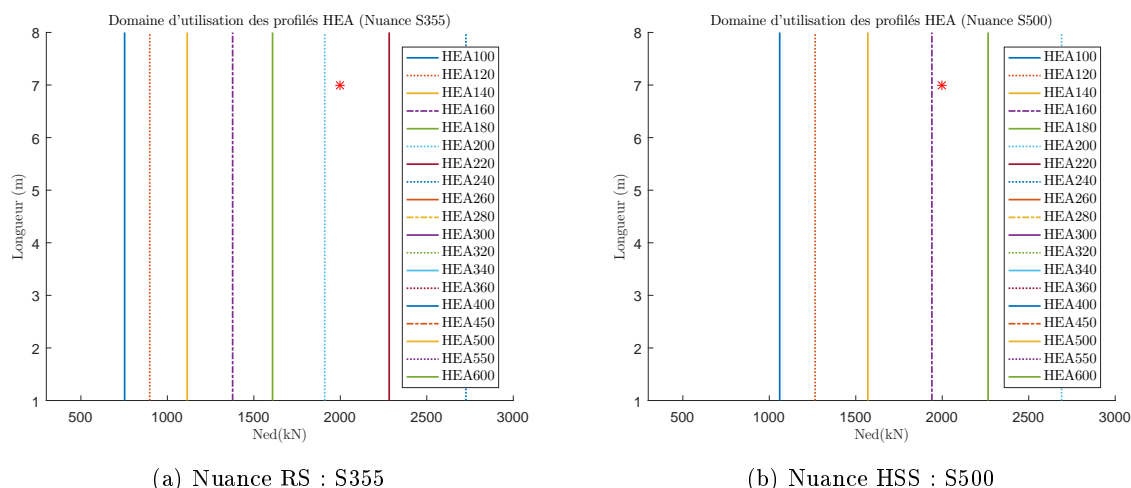 Domaine d'utilisation des profilés HEA (Nuance S355)
8
7
6
5
4
3
2
1
Longueur (m)
500 1000 1500 2000 2500 3000
Ned(kN)
HEA100
HEA120
HEA140
HEA160
HEA180
HEA200
HEA220
HEA240
HEA260
HEA280
HEA300
HEA320
HEA340
HEA360
HEA400
HEA450
HEA500
HEA550
HEA600
(a) Nuance RS : S355
Domaine d'utilisation des profilés HEA (Nuance S500)
8
7
6
5
4
3
2
1
Longueur (m)
500 1000 1500 2000 2500 3000
Ned(kN)
HEA100
HEA120
HEA140
HEA160
HEA180
HEA200
HEA220
HEA240
HEA260
HEA280
HEA300
HEA320
HEA340
HEA360
HEA400
HEA450
HEA500
HEA550
HEA600
(b) Nuance HSS : S500